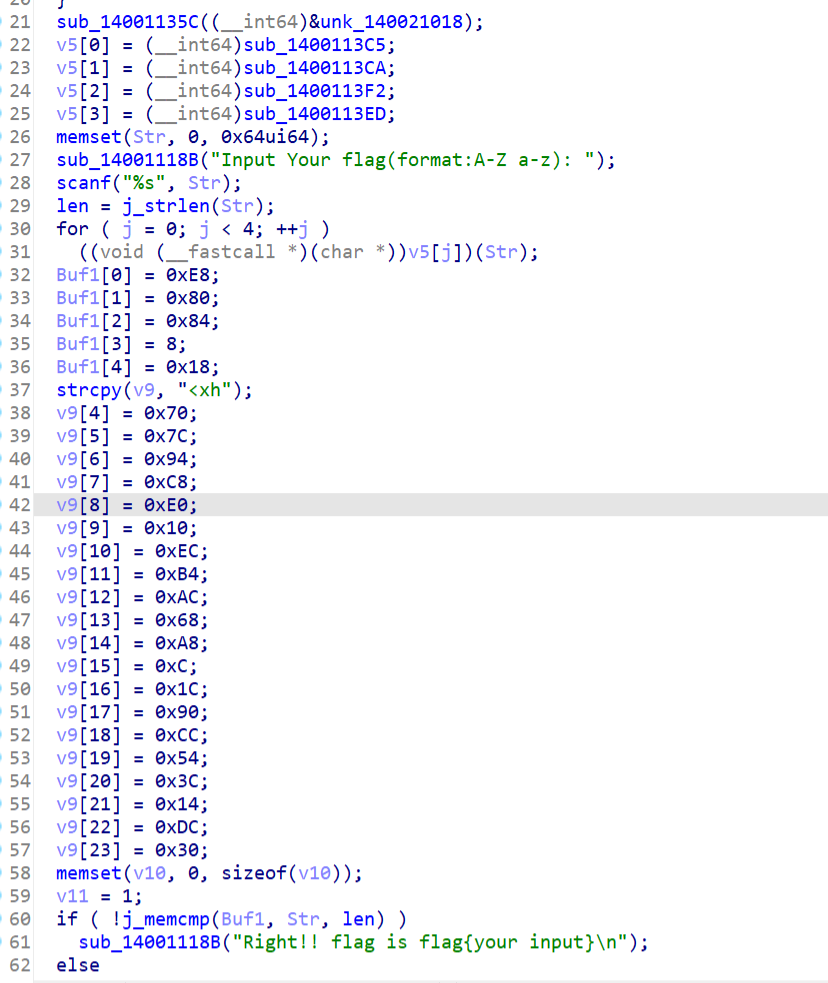 21 sub_14001135C((__int64)&unk_140021018);
22 v5[0] = (__int64)sub_1400113C5;
23 v5[1] = (__int64)sub_1400113CA;
24 v5[2] = (__int64)sub_1400113F2;
25 v5[3] = (__int64)sub_1400113ED;
26 memset(Str, 0, 0x64ui64);
27 sub_14001118B("Input Your flag(format:A-Z a-z): ");
28 scanf("%s", Str);
29 len = j_strlen(Str);
30 for ( j = 0; j < 4; ++j )
31 ((void (__fastcall *)(char *))v5[j])(Str);
32 Buf1[0] = 0xE8;
33 Buf1[1] = 0x80;
34 Buf1[2] = 0x84;
35 Buf1[3] = 8;
36 Buf1[4] = 0x18;
37 strcpy(v9, "<xh");
38 v9[4] = 0x70;
39 v9[5] = 0x7C;
40 v9[6] = 0x94;
41 v9[7] = 0xC8;
42 v9[8] = 0xE0;
43 v9[9] = 0x10;
44 v9[10] = 0xEC;
45 v9[11] = 0xB4;
46 v9[12] = 0xAC;
47 v9[13] = 0x68;
48 v9[14] = 0xA8;
49 v9[15] = 0xC;
50 v9[16] = 0x1C;
51 v9[17] = 0x90;
52 v9[18] = 0xCC;
53 v9[19] = 0x54;
54 v9[20] = 0x3C;
55 v9[21] = 0x14;
56 v9[22] = 0xDC;
57 v9[23] = 0x30;
58 memset(v10, 0, sizeof(v10));
59 v11 = 1;
60 if ( !j_memcmp(Buf1, Str, len) )
61 sub_14001118B("Right!! flag is flag{your input}\n");
62 else